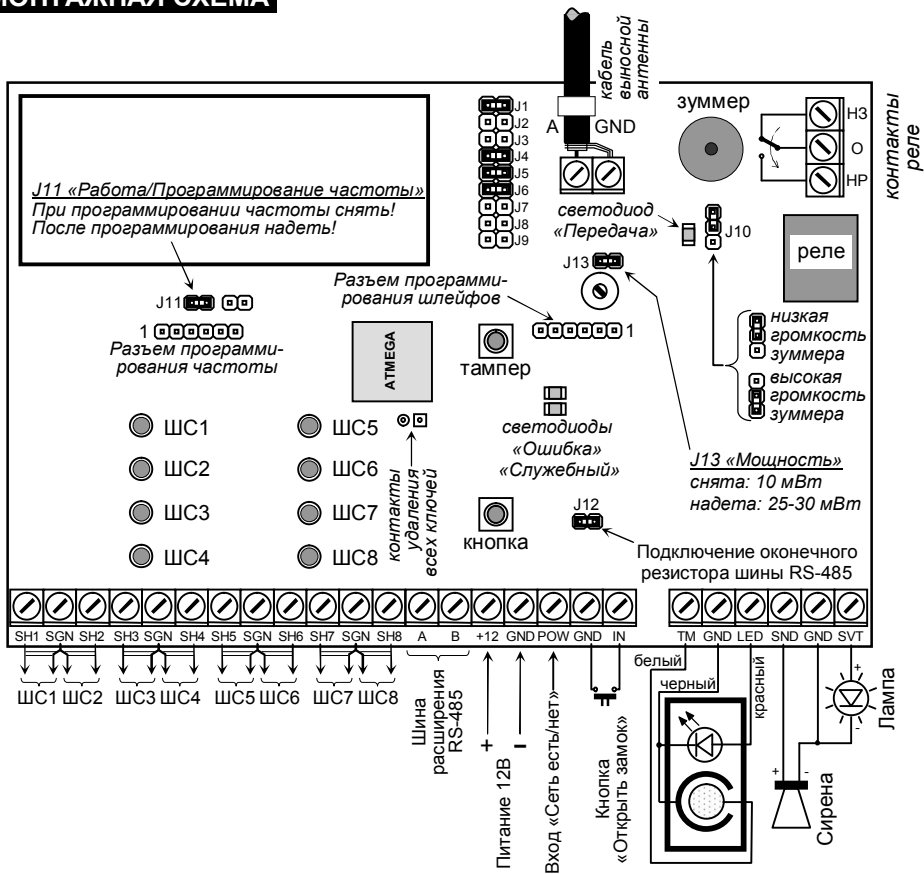 МОНТАЖНАЯ СХЕМА
кабель
выносной
антенны
A GND
зуммер
НЗ
О
НР
контакты
реле
J1
J2
J3
J4
J5
J6
J7
J8
J9
J11 «Работа/Программирование частоты»
При программировании частоты снять!
После программирования надеть!
светодиод
«Передача»
J10
реле
J13
Разъем программи-
рования шлейфов
J11
1
1
Разъем программи-
рования частоты
ATMEGA
тампер
низкая
громкость
зуммера
высокая
громкость
зуммера
светодиоды
«Ошибка»
«Служебный»
J13 «Мощность»
снята: 10 мВт
надета: 25-30 мВт
ШС1
ШС2
ШС3
ШС4
ШС5
ШС6
ШС7
ШС8
контакты
удаления
всех ключей
кнопка
J12
Подключение оконечного
резистора шины RS-485
SH1 SGN SH2 SH3 SGN SH4 SH5 SGN SH6 SH7 SGN SH8 A B +12 GND POW GND IN TM GND LED SND GND SVT
ШС1 ШС2 ШС3 ШС4 ШС5 ШС6 ШС7 ШС8
Шина
расширения
RS-485
+ -
Питание 12В
Вход «Сеть есть/нет»
Кнопка
«Открыть замок»
белый
черный
красный
+ -
Сирена
+
-
Лампа